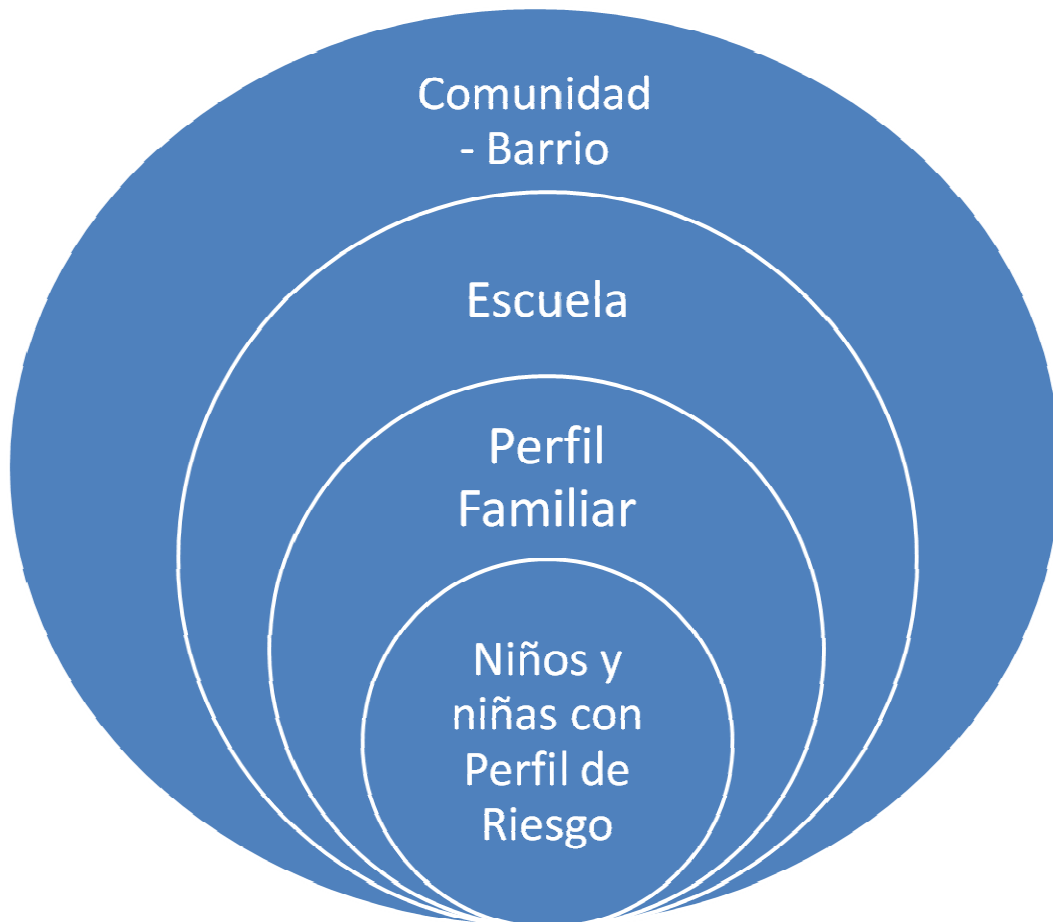 Comunidad
- Barrio
Escuela
Perfil
Familiar
Niños y
niñas con
Perfil de
Riesgo